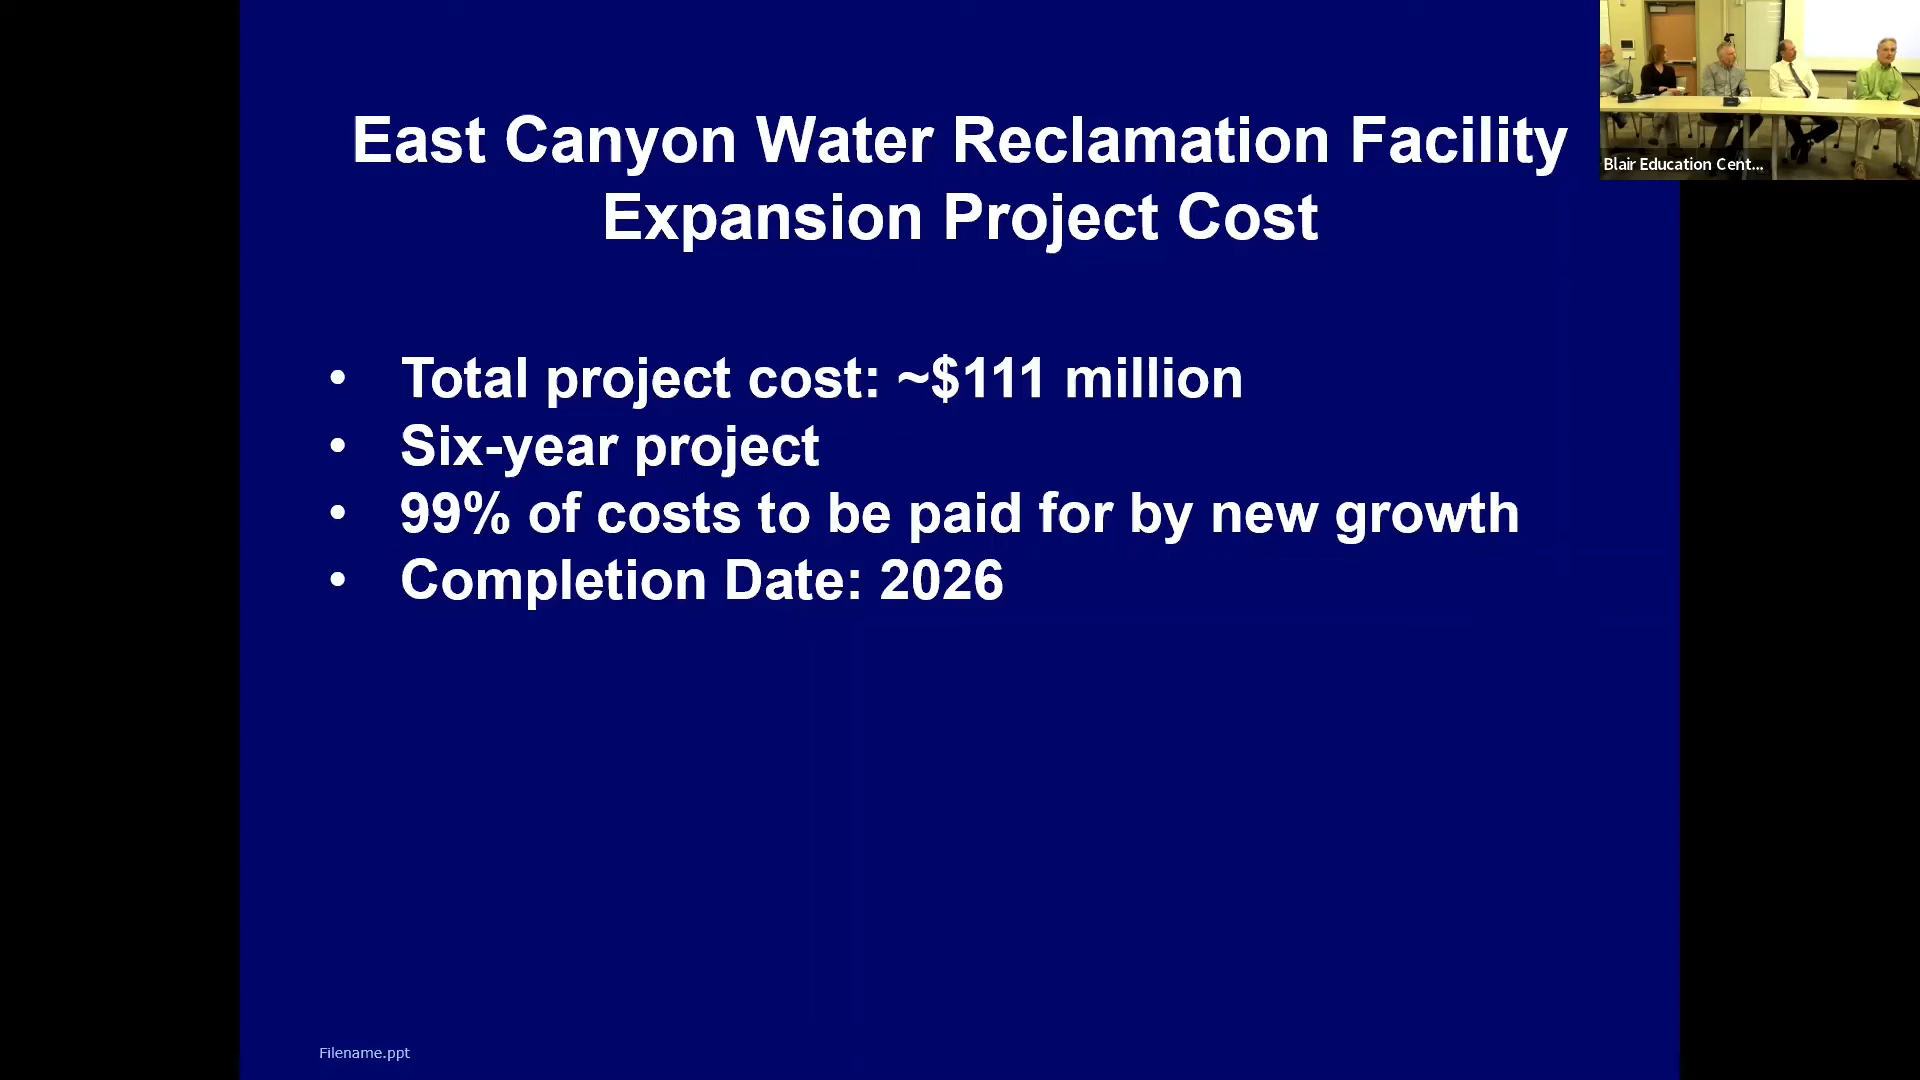 East Canyon Water Reclamation Facility
Expansion Project Cost
• Total project cost: ~$111 million
• Six-year project
• 99% of costs to be paid for by new growth
• Completion Date: 2026
Filename.ppt
Blair Education Cent...